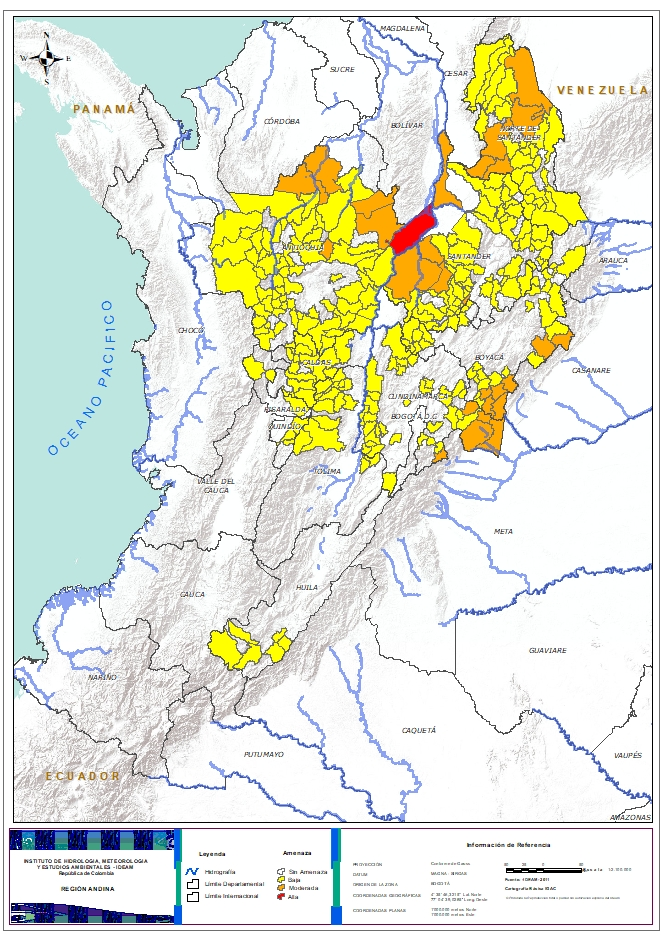 N
W
E
S
MAGDALENA
CESAR
SUCRE
VENEZUELA
PANAMÁ
CÓRDOBA
BOLÍVAR
NORTE DE
SANTANDER
ANTIOQUIA
SANTANDER
ARAUCA
OCEANO PACIFICO
CHOCÓ
CALDAS
BOYACÁ
CASANARE
CUNDINAMARCA
RISARALDA
BOGOTÁ D.C
QUINDÍO
TOLIMA
VALLE DEL
CAUCA
META
HUILA
CAUCA
GUAVIARE
NARIÑO
CAQUETÁ
PUTUMAYO
VAUPÉS
ECUADOR
AMAZONAS
INSTITUTO DE HIDROLOGIA, METEOROLOGIA
Y ESTUDIOS AMBIENTALES - IDEAM
República de Colombia
REGIÓN ANDINA
Leyenda
Hidrografía
Límite Departamental
Límite Internacional
Amenaza
Sin Amenaza
Baja
Moderada
Alta
Información de Referencia
PROYECCIÓN
DATUM
MAGNA - SIRGAS
ORIGEN DE LA ZONA
BOGOTÁ
COORDENADAS GEOGRÁFICAS
COORDENADAS PLANAS
Cartografía Básica IGAC